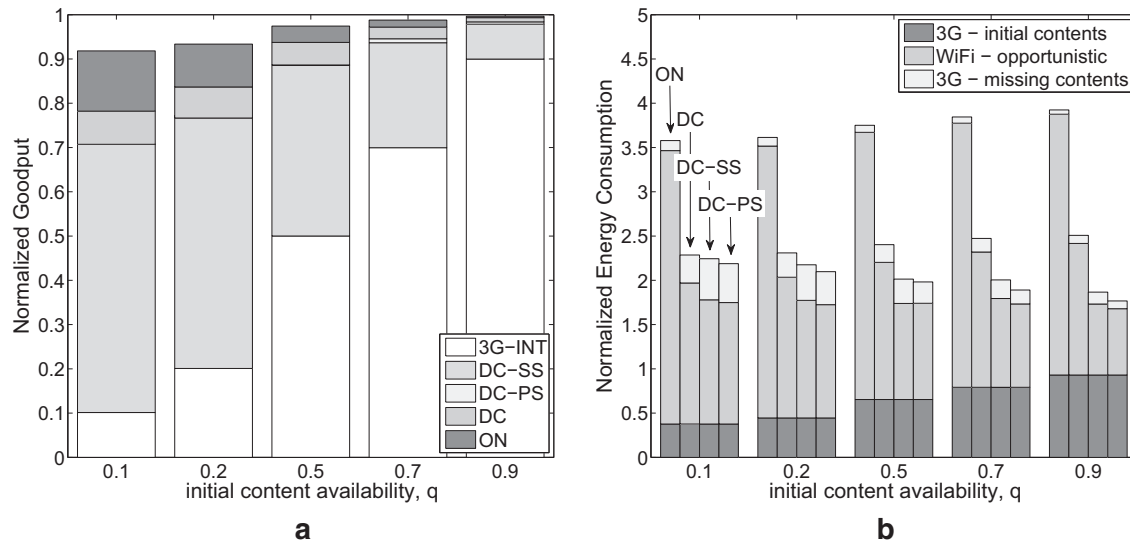 1
0.9
0.8
0.7
0.6
0.5
0.4
0.3
0.2
0.1
0
Normalized Goodput
3G−INT
DC−SS
DC−PS
DC
ON
0.1 0.2 0.5 0.7 0.9
initial content availability, q
a
5
4.5
4
3.5
3
2.5
2
1.5
1
0.5
0
Normalized Energy Consumption
3G − initial contents
WiFi − opportunistic
3G − missing contents
ON
DC
DC−SS
DC−PS
0.1 0.2 0.5 0.7 0.9
initial content availability, q
b